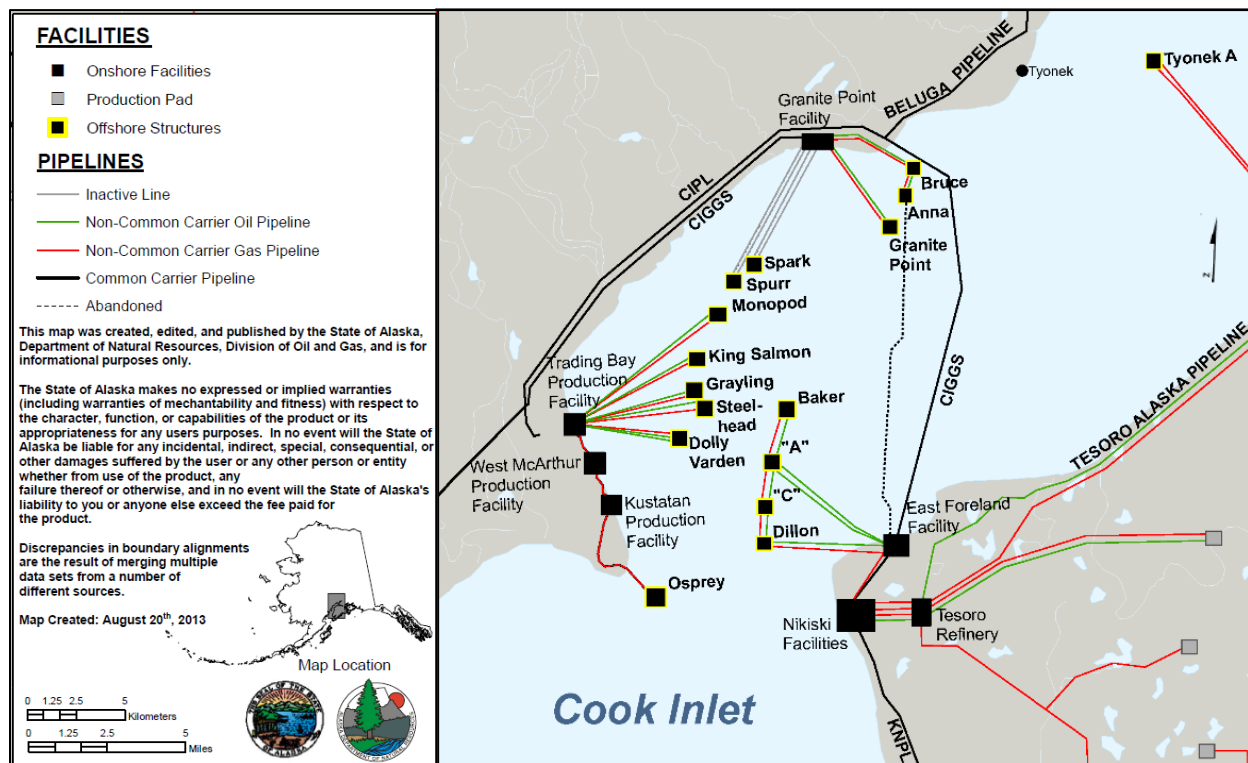 FACILITIES
Onshore Facilities
Production Pad
Offshore Structures
PIPELINES
Inactive Line
Non-Common Carrier Oil Pipeline
Non-Common Carrier Gas Pipeline
Common Carrier Pipeline
Abandoned
This map was created, edited, and published by the State of Alaska,
Department of Natural Resources, Division of Oil and Gas, and is for
informational purposes only.
The State of Alaska makes no expressed or implied warranties
(including warranties of mechantability and fitness) with respect to
the character, function, or capabilities of the product or its
appropriateness for any users purposes. In no event will the State of
Alaska be liable for any incidental, indirect, special, consequential, or
other damages suffered by the user or any other person or entity
whether from use of the product, any
failure thereof or otherwise, and in no event will the State of Alaska's
liability to you or anyone else exceed the fee paid for
the product.
Discrepancies in boundary alignments
are the result of merging multiple
data sets from a number of
different sources.
Map Created: August 20th, 2013
Map Location
0 1.25 2.5 5
Kilometers
0 1.25 2.5 5
Miles
THE SEAL OF THE STATE
OF ALASKA
Tyonek A
Tyonek
BELUGA PIPELINE
Granite Point
Facility
CIPL
CIGGS
Bruce
Anna
Granite
Point
Spark
Spurr
Monopod
N
King Salmon
Trading Bay
Production
Facility
Grayling
Steel-
head
Baker
CIGGS
TESORO ALASKA PIPELINE
Dolly
Varden
"A"
West McArthur
Production
Facility
"C"
Kustatan
Production
Facility
East Foreland
Facility
Dillon
Osprey
Nikiski
Facilities
Tesoro
Refinery
Cook Inlet
KNPL